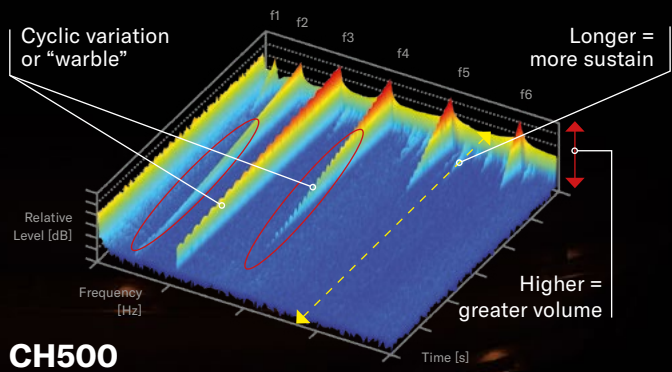 Cyclic variation
or “warble”
f1
f2
f3
f4
f5
f6
Longer =
more sustain
Relative
Level [dB]
Frequency
[Hz]
Higher =
greater volume
Time [s]
CH500